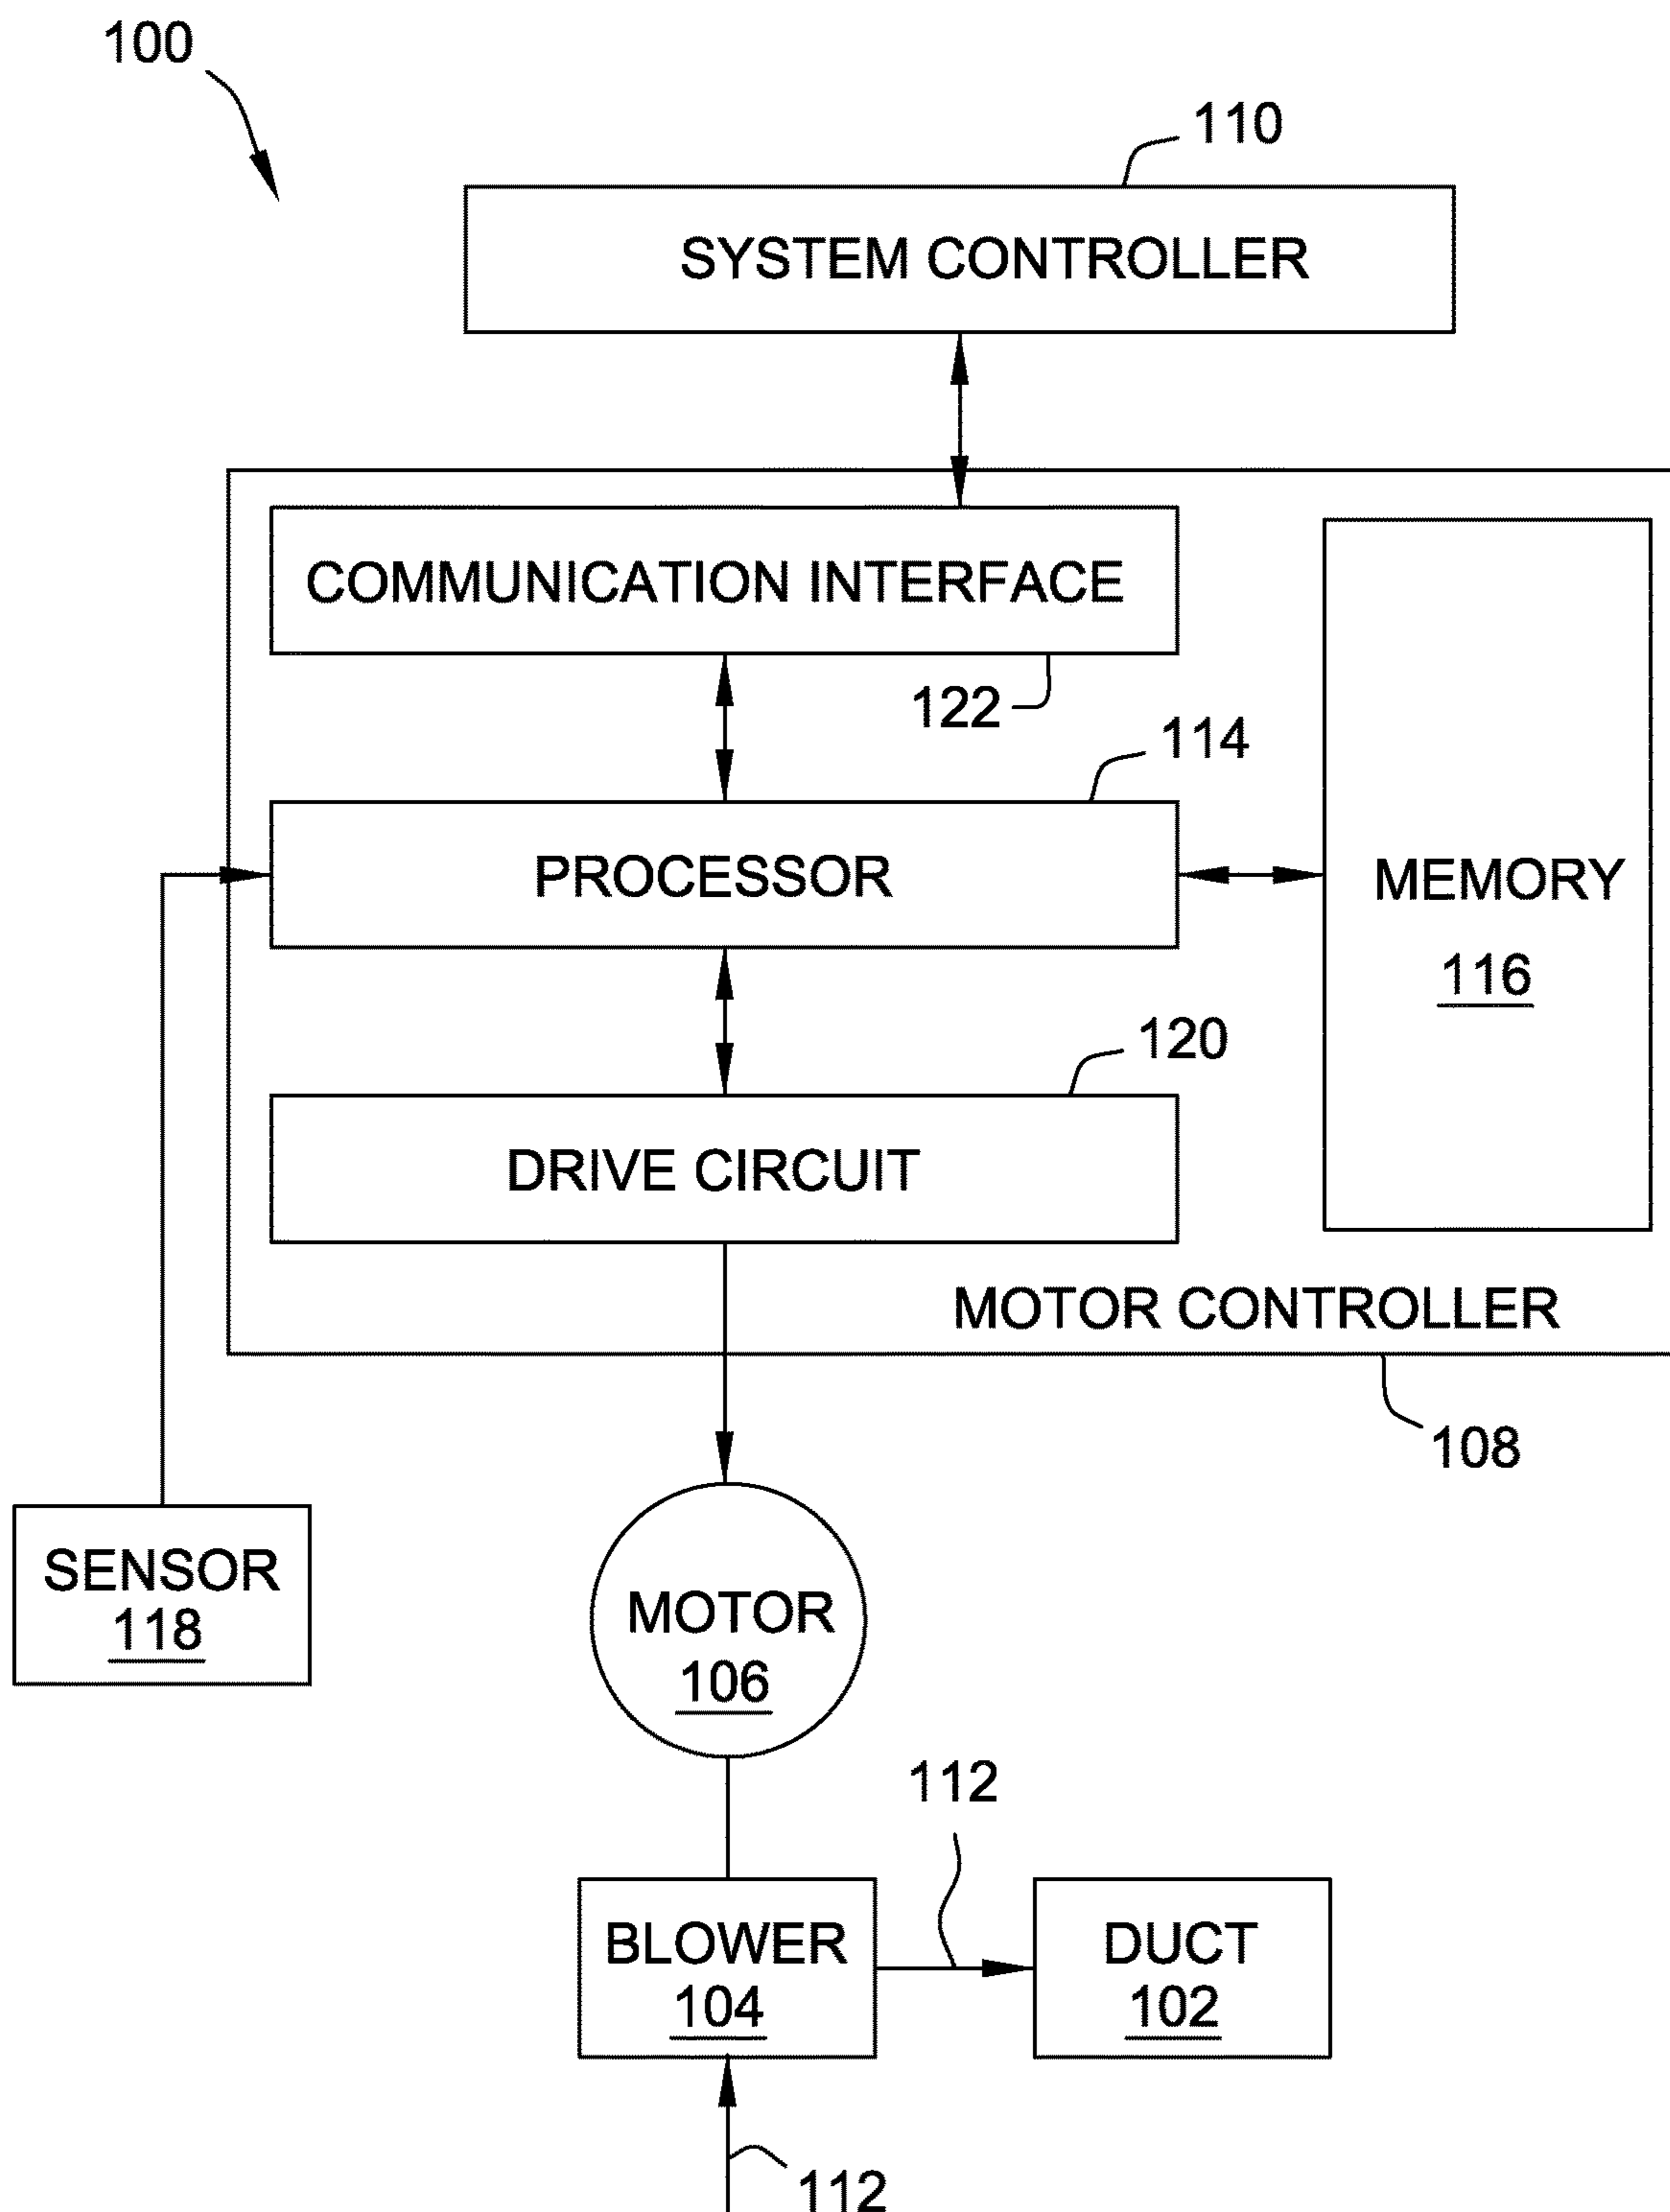 100
110
SYSTEM CONTROLLER
COMMUNICATION INTERFACE
122
114
PROCESSOR
MEMORY
116
120
DRIVE CIRCUIT
MOTOR CONTROLLER
108
SENSOR
118
MOTOR
106
112
BLOWER
104
DUCT
102
112